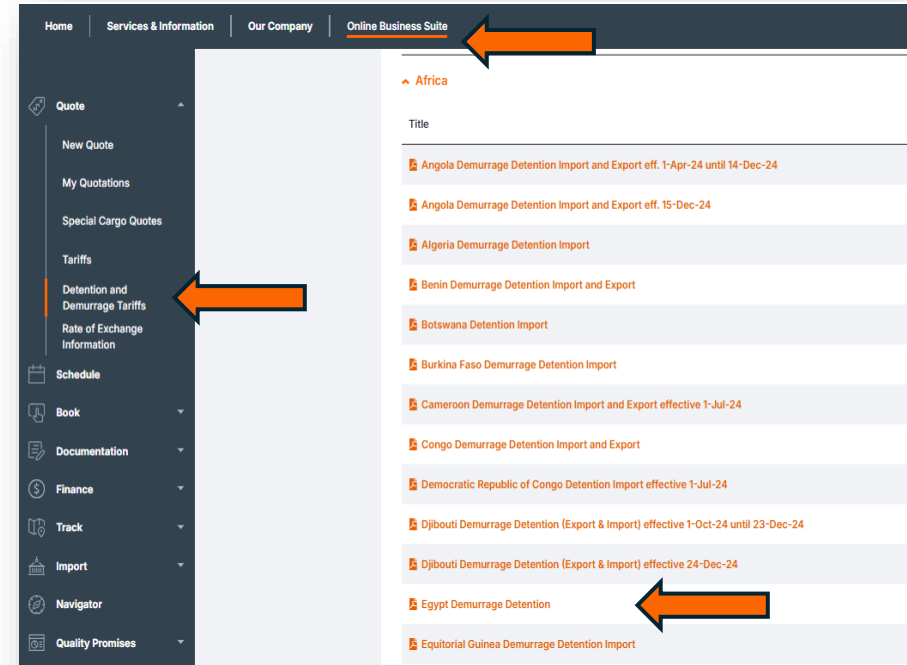 Home
Services & Information
Our Company
Online Business Suite
Quote
New Quote
My Quotations
Special Cargo Quotes
Tariffs
Detention and
Demurrage Tariffs
Rate of Exchange
Information
Schedule
Book
Documentation
Finance
Track
Import
Navigator
Quality Promises
Africa
Title
Angola Demurrage Detention Import and Export eff. 1-Apr-24 until 14-Dec-24
Angola Demurrage Detention Import and Export eff. 15-Dec-24
Algeria Demurrage Detention Import
Benin Demurrage Detention Import and Export
Botswana Detention Import
Burkina Faso Demurrage Detention Import
Cameroon Demurrage Detention Import and Export effective 1-Jul-24
Congo Demurrage Detention Import and Export
Democratic Republic of Congo Detention Import effective 1-Jul-24
Djibouti Demurrage Detention (Export & Import) effective 1-Oct-24 until 23-Dec-24
Djibouti Demurrage Detention (Export & Import) effective 24-Dec-24
Egypt Demurrage Detention
Equitorial Guinea Demurrage Detention Import